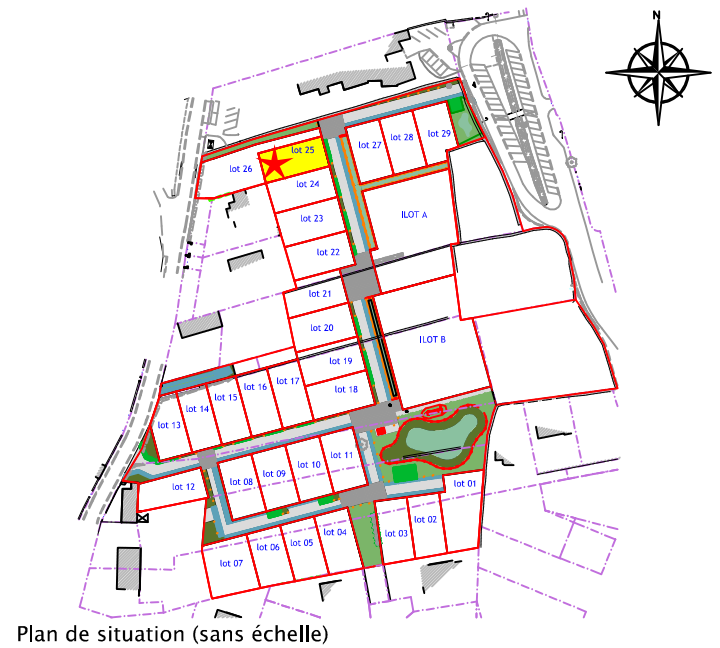 N
lot 29
lot 28
lot 27
lot 25
lot 26
lot 24
lot 23
ILOT A
lot 22
lot 21
lot 20
ILOT B
lot 19
lot 18
lot 17
lot 16
lot 15
lot 14
lot 13
lot 11
lot 10
lot 09
lot 08
lot 12
lot 01
lot 02
lot 03
lot 04
lot 05
lot 06
lot 07
Plan de situation (sans échelle)